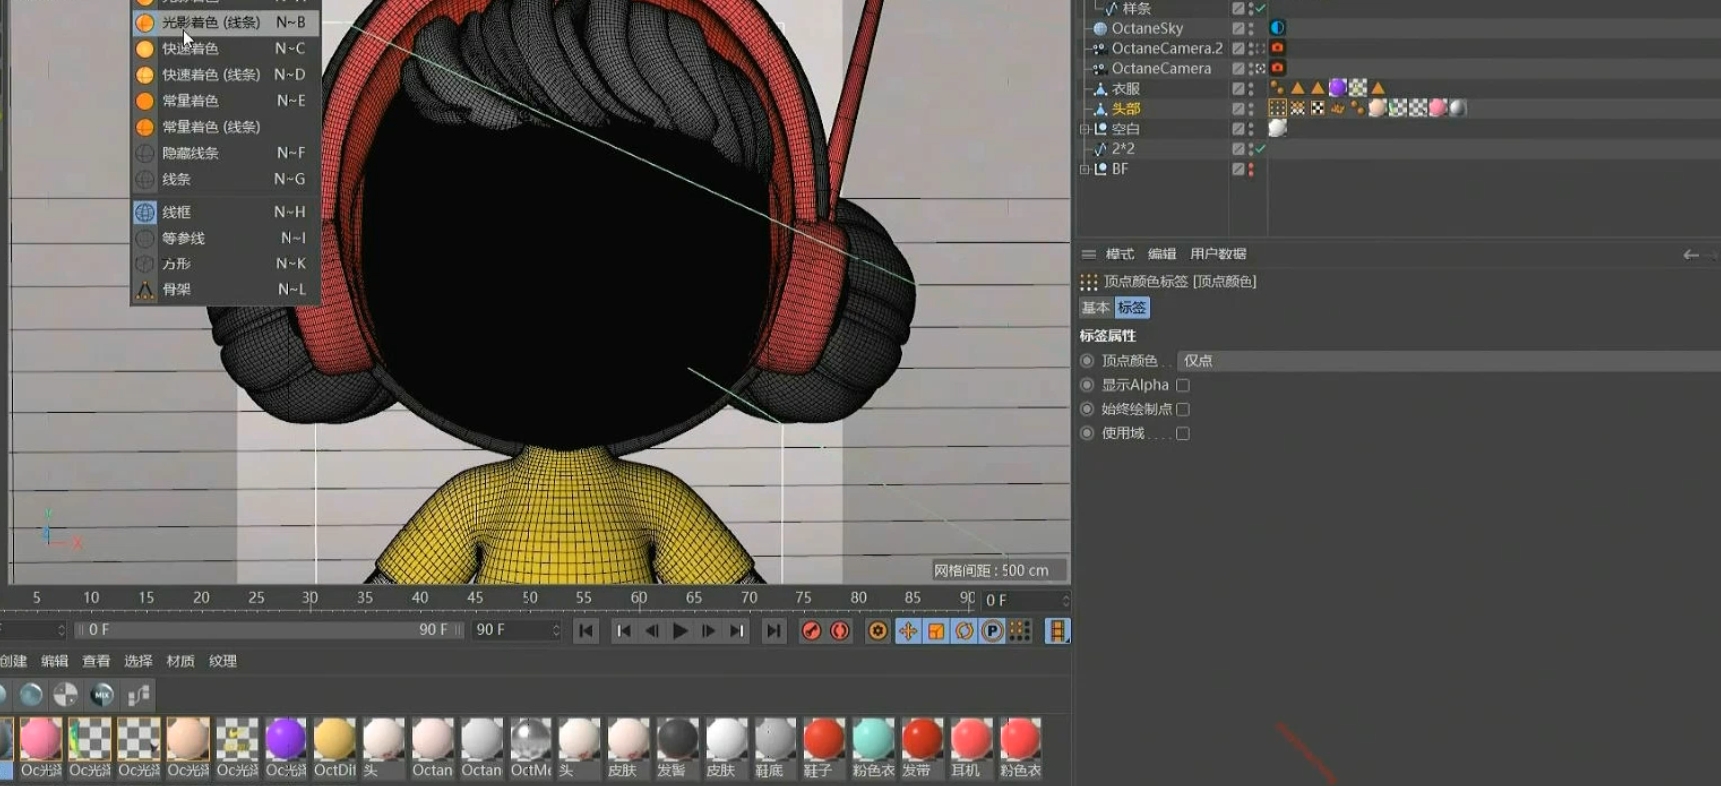 光影着色 (线条) N~B
快速着色 N~C
快速着色 (线条) N~D
常量着色 N~E
常量着色 (线条)
隐藏线条 N~F
线条 N~G
线框 N~H
等参线 N~I
方形 N~K
骨架 N~L
网格间距 : 500 cm
Y
X
5 10 15 20 25 30 35 40 45 50 55 60 65 70 75 80 85 90 0 F
F 0 F 90 F 90 F
P
创建 编辑 查看 选择 材质 纹理
MIX
Oc光泽 Oc光泽 Oc光泽 Oc光泽 Oc光泽 Oc光泽 OctDif 头 Octan Octan OctMe 头 皮肤 发髻 皮肤 鞋底 鞋子 粉色衣 发带 耳机 粉色衣
样条
OctaneSky
OctaneCamera.2
OctaneCamera
衣服
头部
空白
2*2
BF
模式 编辑 用户数据
顶点颜色标签 [顶点颜色]
基本 标签
标签属性
顶点颜色 . . 仅点
显示Alpha
始终绘制点
使用域 . . . .